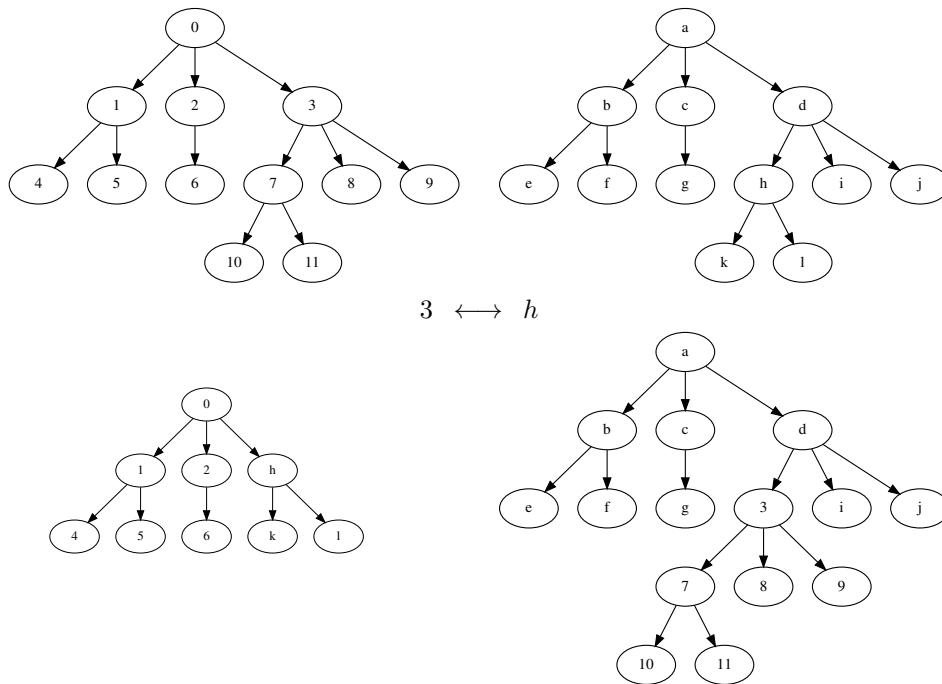 0 a
1 2 3 b c d
4 5 6 7 8 9 e f g h i j
10 11 k l
3 ⟷ h
a
0
b c d
1 2 h
e f g 3 i j
4 5 6 k l
7 8 9
10 11